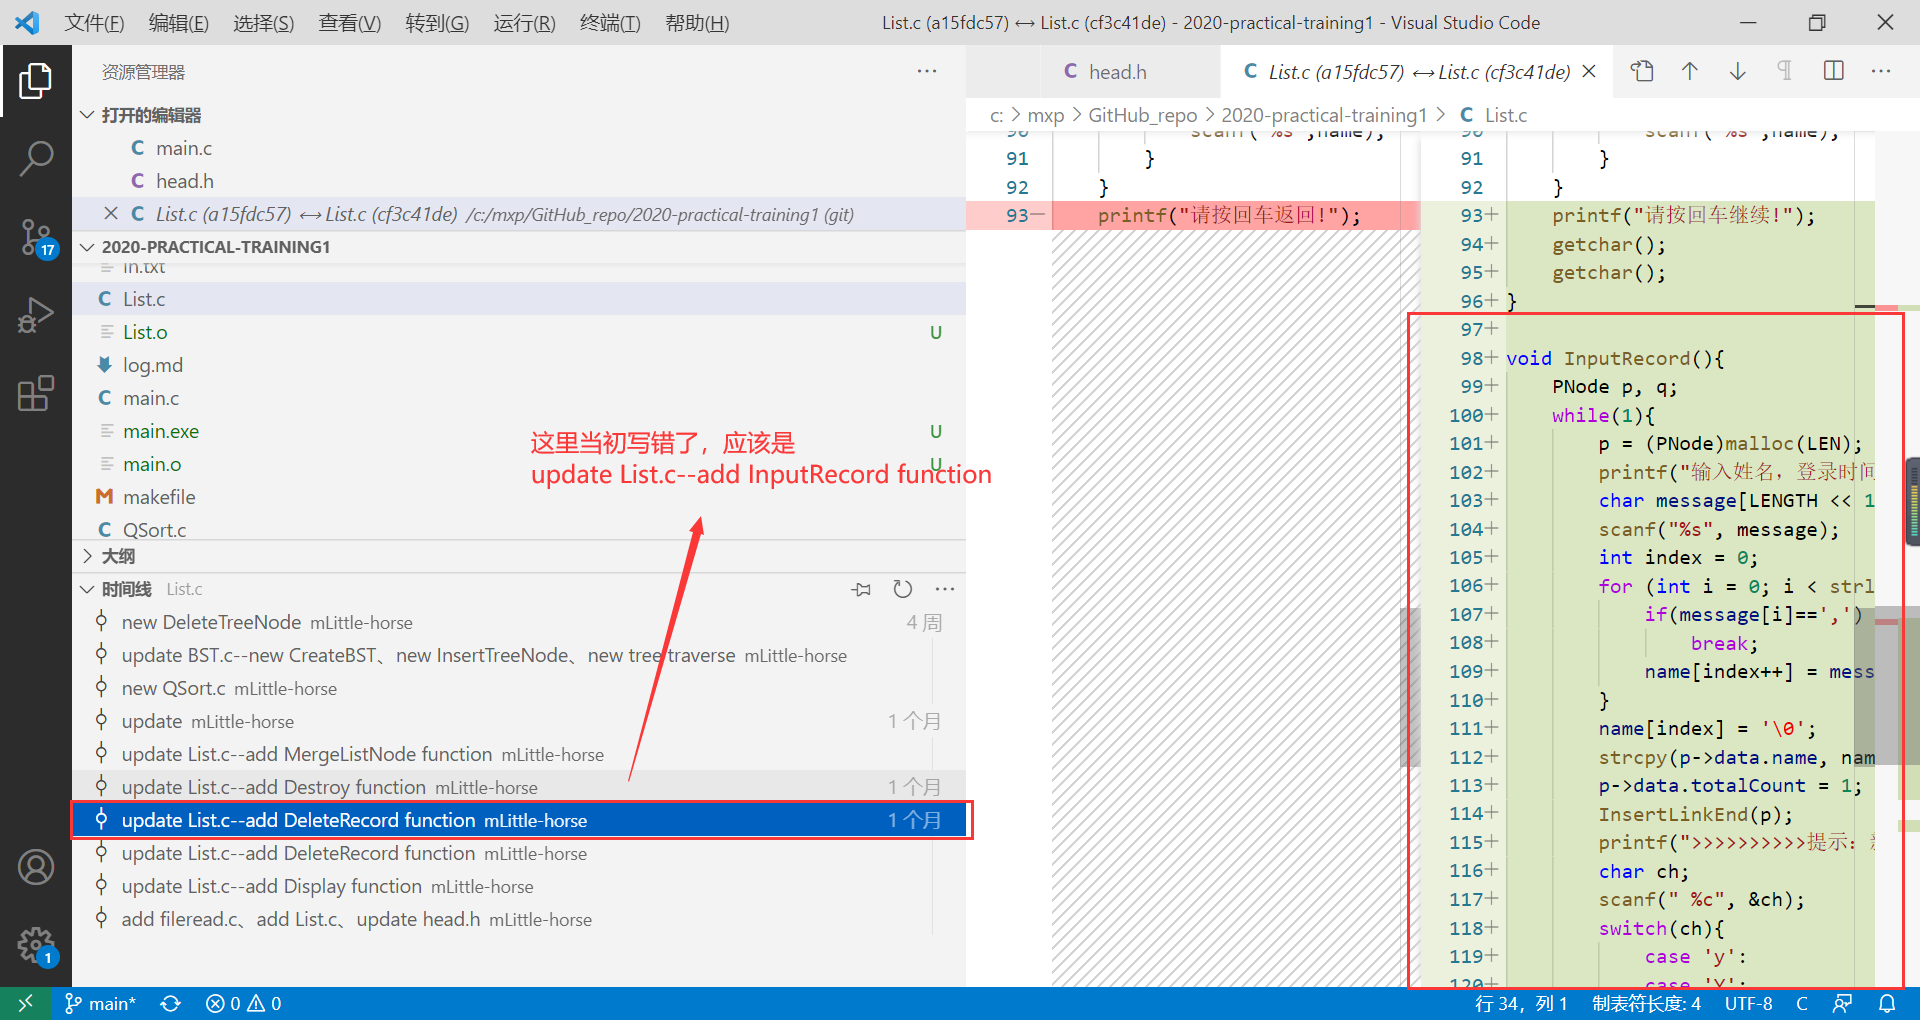 文件(F) 编辑(E) 选择(S) 查看(V) 转到(G) 运行(R) 终端(T) 帮助(H) List.c (a15fdc57) ↔ List.c (cf3c41de) - 2020-practical-training1 - Visual Studio Code
资源管理器 ···
打开的编辑器
C main.c
C head.h
C List.c (a15fdc57) ↔ List.c (cf3c41de) /c:/mxp/GitHub_repo/2020-practical-training1 (git)
2020-PRACTICAL-TRAINING1
in.txt
C List.c
List.o U
log.md
C main.c
main.exe U
main.o U
M makefile
C QSort.c
这里当初写错了，应该是
update List.c--add InputRecord function
大纲
时间线 List.c
new DeleteTreeNode mLittle-horse 4 周
update BST.c--new CreateBST、new InsertTreeNode、new tree traverse mLittle-horse
new QSort.c mLittle-horse
update mLittle-horse 1 个月
update List.c--add MergeListNode function mLittle-horse
update List.c--add Destroy function mLittle-horse 1 个月
update List.c--add DeleteRecord function mLittle-horse 1 个月
update List.c--add DeleteRecord function mLittle-horse
update List.c--add Display function mLittle-horse
add fileread.c、add List.c、update head.h mLittle-horse
17
1
C head.h C List.c (a15fdc57) ↔ List.c (cf3c41de)
c: > mxp > GitHub_repo > 2020-practical-training1 > C List.c
90 scanf("%s",name);
91 }
92 }
93— printf("请按回车返回!");
90 scanf("%s",name);
91 }
92 }
93+ printf("请按回车继续!");
94+ getchar();
95+ getchar();
96+ }
97+
98+ void InputRecord(){
99+ PNode p, q;
100+ while(1){
101+ p = (PNode)malloc(LEN);
102+ printf("输入姓名，登录时间
103+ char message[LENGTH << 1
104+ scanf("%s", message);
105+ int index = 0;
106+ for (int i = 0; i < strl
107+ if(message[i]==',')
108+ break;
109+ name[index++] = mess
110+ }
111+ name[index] = '\0';
112+ strcpy(p->data.name, nam
113+ p->data.totalCount = 1;
114+ InsertLinkEnd(p);
115+ printf(">>>>>>>>>>提示：
116+ char ch;
117+ scanf(" %c", &ch);
118+ switch(ch){
119+ case 'y':
120+ case 'Y':
main* 0 0 行 34，列 1 制表符长度: 4 UTF-8 C